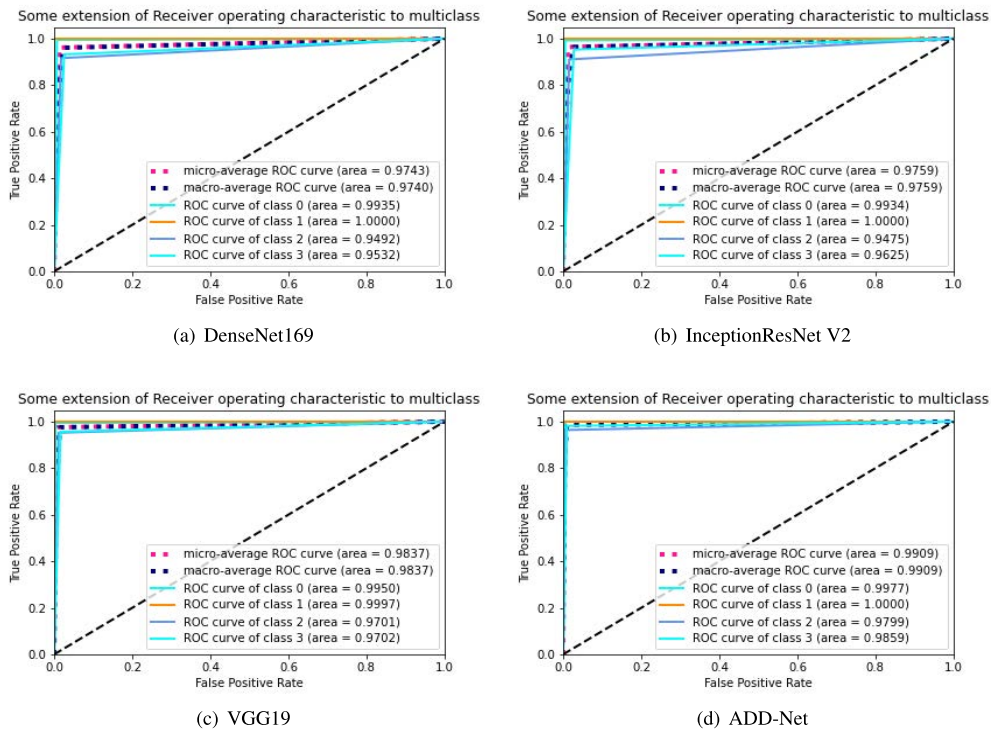 Some extension of Receiver operating characteristic to multiclass
True Positive Rate
1.0
0.8
0.6
0.4
0.2
0.0
micro-average ROC curve (area = 0.9743)
macro-average ROC curve (area = 0.9740)
ROC curve of class 0 (area = 0.9935)
ROC curve of class 1 (area = 1.0000)
ROC curve of class 2 (area = 0.9492)
ROC curve of class 3 (area = 0.9532)
0.0 0.2 0.4 0.6 0.8 1.0
False Positive Rate
(a) DenseNet169
Some extension of Receiver operating characteristic to multiclass
True Positive Rate
1.0
0.8
0.6
0.4
0.2
0.0
micro-average ROC curve (area = 0.9759)
macro-average ROC curve (area = 0.9759)
ROC curve of class 0 (area = 0.9934)
ROC curve of class 1 (area = 1.0000)
ROC curve of class 2 (area = 0.9475)
ROC curve of class 3 (area = 0.9625)
0.0 0.2 0.4 0.6 0.8 1.0
False Positive Rate
(b) InceptionResNet V2
Some extension of Receiver operating characteristic to multiclass
True Positive Rate
1.0
0.8
0.6
0.4
0.2
0.0
micro-average ROC curve (area = 0.9837)
macro-average ROC curve (area = 0.9837)
ROC curve of class 0 (area = 0.9950)
ROC curve of class 1 (area = 0.9997)
ROC curve of class 2 (area = 0.9701)
ROC curve of class 3 (area = 0.9702)
0.0 0.2 0.4 0.6 0.8 1.0
False Positive Rate
(c) VGG19
Some extension of Receiver operating characteristic to multiclass
True Positive Rate
1.0
0.8
0.6
0.4
0.2
0.0
micro-average ROC curve (area = 0.9909)
macro-average ROC curve (area = 0.9909)
ROC curve of class 0 (area = 0.9977)
ROC curve of class 1 (area = 1.0000)
ROC curve of class 2 (area = 0.9799)
ROC curve of class 3 (area = 0.9859)
0.0 0.2 0.4 0.6 0.8 1.0
False Positive Rate
(d) ADD-Net